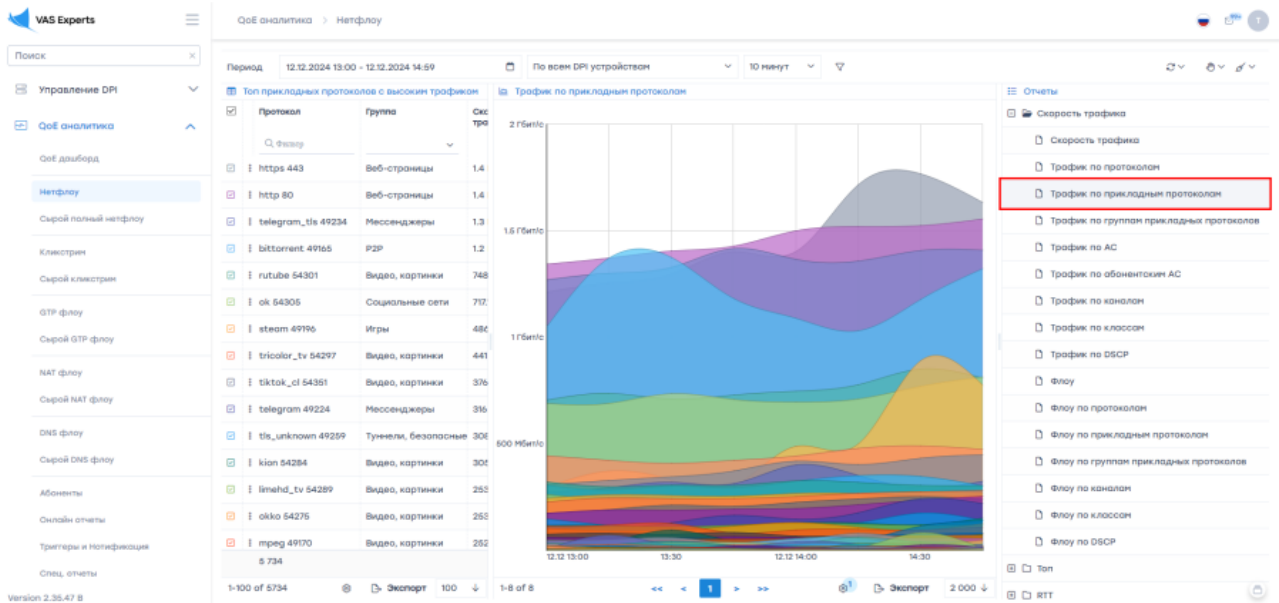 VAS Experts
QoE аналитика > Нетфлоу
99+
T
Поиск
Управление DPI
QoE аналитика
QoE дашборд
Нетфлоу
Сырой полный нетфлоу
Кликстрим
Сырой кликстрим
GTP флоу
Сырой GTP флоу
NAT флоу
Сырой NAT флоу
DNS флоу
Сырой DNS флоу
Абоненты
Онлайн отчеты
Триггеры и Нотификация
Спец. отчеты
Version 2.35.47 B
Период 12.12.2024 13:00 - 12.12.2024 14:59 По всем DPI устройствам 10 минут
Топ прикладных протоколов с высоким трафиком
Протокол Группа Ско
тра
Фильтр
https 443 Веб-страницы 1.4
http 80 Веб-страницы 1.4
telegram_tls 49234 Мессенджеры 1.3
bittorrent 49165 P2P 1.2
rutube 54301 Видео, картинки 748
ok 54305 Социальные сети 717.
steam 49196 Игры 486
tricolor_tv 54297 Видео, картинки 441
tiktok_cl 54351 Видео, картинки 376
telegram 49224 Мессенджеры 316
tls_unknown 49259 Туннели, безопасные 308
kion 54284 Видео, картинки 305
limehd_tv 54289 Видео, картинки 253
okko 54275 Видео, картинки 253
mpeg 49170 Видео, картинки 252
5 734
1-100 of 5734 Экспорт 100
Трафик по прикладным протоколам
2 Гбит/с
1.5 Гбит/с
1 Гбит/с
500 Мбит/с
12.12 13:00 13:30 12.12 14:00 14:30
1-8 of 8 << < 1 > >> 1 Экспорт 2 000
Отчеты
Скорость трафика
Скорость трафика
Трафик по протоколам
Трафик по прикладным протоколам
Трафик по группам прикладных протоколов
Трафик по АС
Трафик по абонентским АС
Трафик по каналам
Трафик по классам
Трафик по DSCP
Флоу
Флоу по протоколам
Флоу по прикладным протоколам
Флоу по группам прикладных протоколов
Флоу по каналам
Флоу по классам
Флоу по DSCP
Топ
RTT